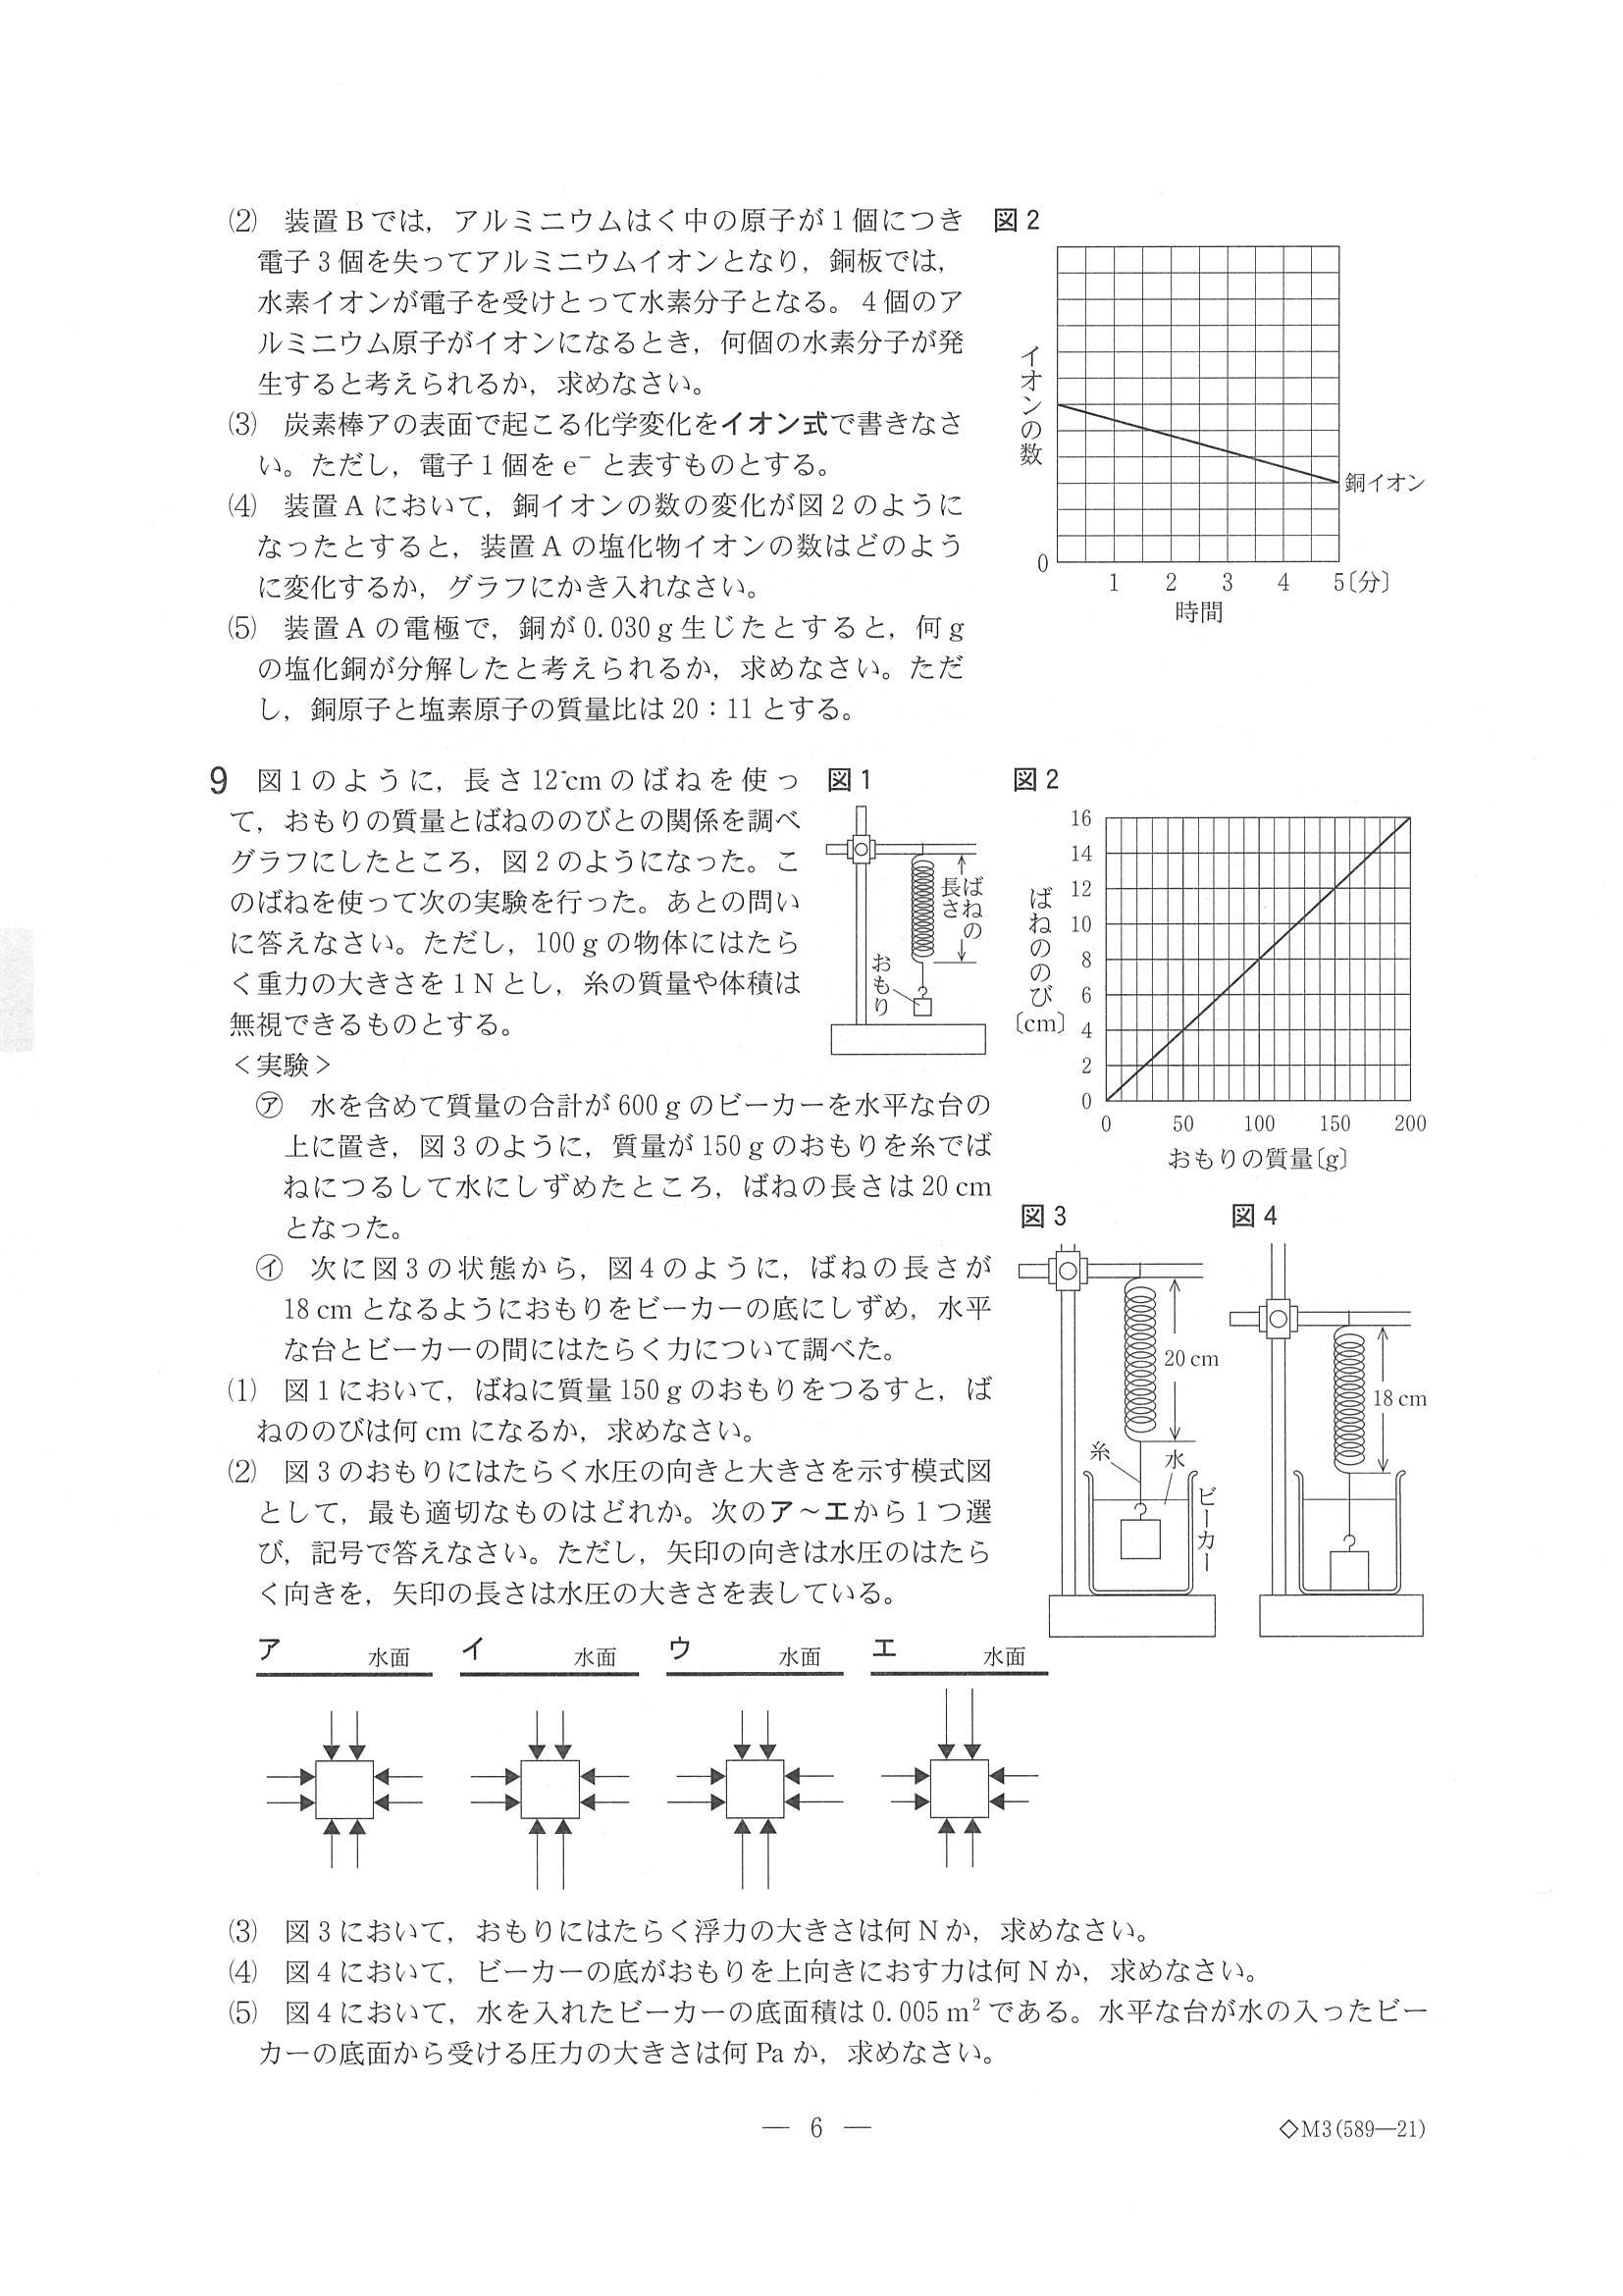 ⑵ 装置Bでは，アルミニウムはく中の原子が1個につき
電子3個を失ってアルミニウムイオンとなり，銅板では，
水素イオンが電子を受けとって水素分子となる。4個のア
ルミニウム原子がイオンになるとき，何個の水素分子が発
生すると考えられるか，求めなさい。
⑶ 炭素棒アの表面で起こる化学変化をイオン式で書きなさ
い。ただし，電子1個をe⁻と表すものとする。
⑷ 装置Aにおいて，銅イオンの数の変化が図2のように
なったとすると，装置Aの塩化物イオンの数はどのよう
に変化するか，グラフにかき入れなさい。
⑸ 装置Aの電極で，銅が0.030g生じたとすると，何g
の塩化銅が分解したと考えられるか，求めなさい。ただ
し，銅原子と塩素原子の質量比は20：11とする。
図2
イオンの数
銅イオン
0
1 2 3 4 5〔分〕
時間
9 図1のように，長さ12cmのばねを使っ
て，おもりの質量とばねののびとの関係を調べ
グラフにしたところ，図2のようになった。こ
のばねを使って次の実験を行った。あとの問い
に答えなさい。ただし，100gの物体にはたら
く重力の大きさを1Nとし，糸の質量や体積は
無視できるものとする。
図1
ばねの
長さ
おもり
図2
16
14
12
10
8
6
4
2
0
ばねののび
〔cm〕
0 50 100 150 200
おもりの質量〔g〕
＜実験＞
㋐ 水を含めて質量の合計が600gのビーカーを水平な台の
上に置き，図3のように，質量が150gのおもりを糸でば
ねにつるして水にしずめたところ，ばねの長さは20cm
となった。
㋑ 次に図3の状態から，図4のように，ばねの長さが
18cmとなるようにおもりをビーカーの底にしずめ，水平
な台とビーカーの間にはたらく力について調べた。
⑴ 図1において，ばねに質量150gのおもりをつるすと，ば
ねののびは何cmになるか，求めなさい。
⑵ 図3のおもりにはたらく水圧の向きと大きさを示す模式図
として，最も適切なものはどれか。次のア～エから1つ選
び，記号で答えなさい。ただし，矢印の向きは水圧のはたら
く向きを，矢印の長さは水圧の大きさを表している。
図3
20cm
糸
水
ビーカー
図4
18cm
ア 水面 イ 水面 ウ 水面 エ 水面
⑶ 図3において，おもりにはたらく浮力の大きさは何Nか，求めなさい。
⑷ 図4において，ビーカーの底がおもりを上向きにおす力は何Nか，求めなさい。
⑸ 図4において，水を入れたビーカーの底面積は0.005m²である。水平な台が水の入ったビー
カーの底面から受ける圧力の大きさは何Paか，求めなさい。
— 6 —
◇M3(589—21)